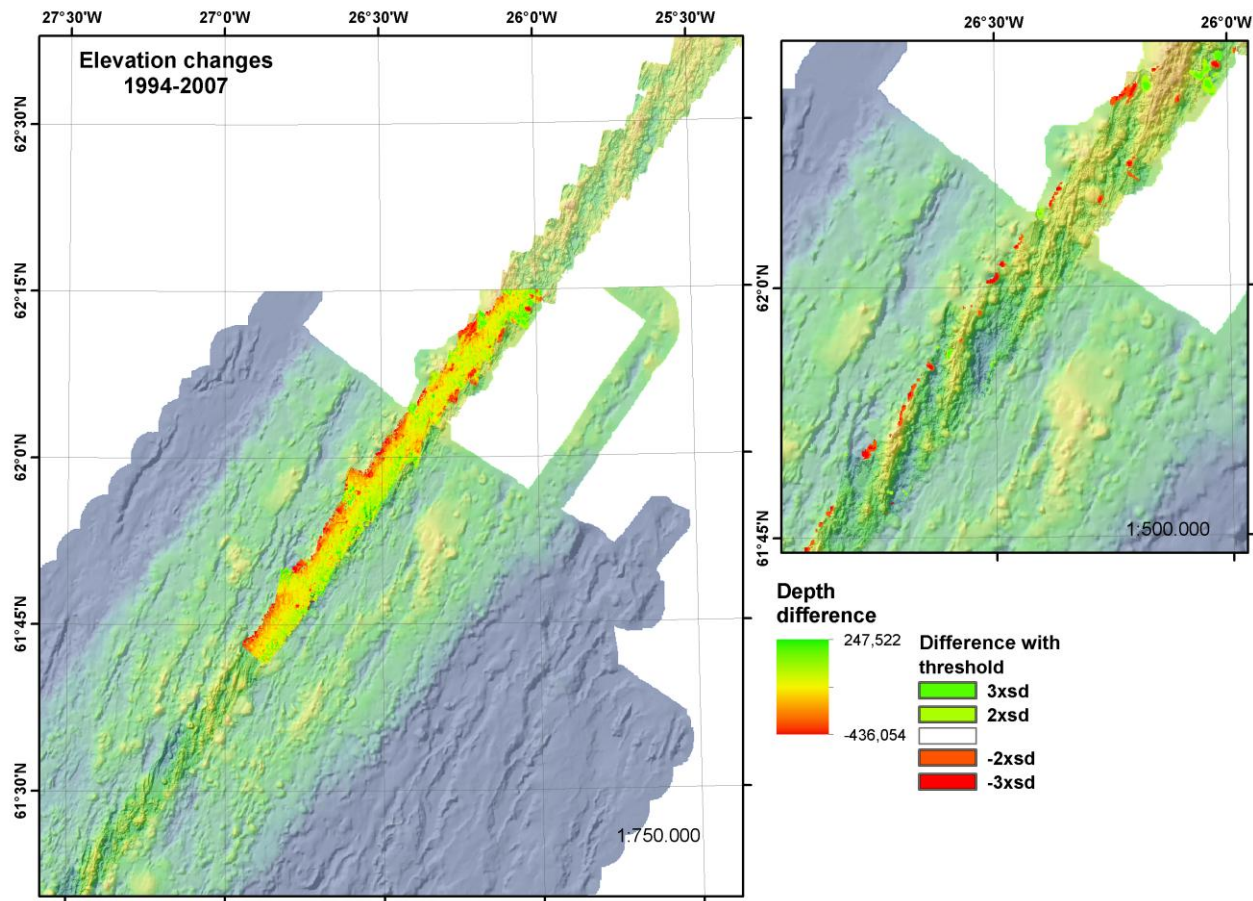 27°30'W 27°0'W 26°30'W 26°0'W 25°30'W
Elevation changes
1994-2007
62°30'N
62°15'N
62°0'N
61°45'N
61°30'N
1:750.000
26°30'W 26°0'W
62°0'N
61°45'N
1:500.000
Depth
difference
247,522
-436,054
Difference with
threshold
3xsd
2xsd
-2xsd
-3xsd